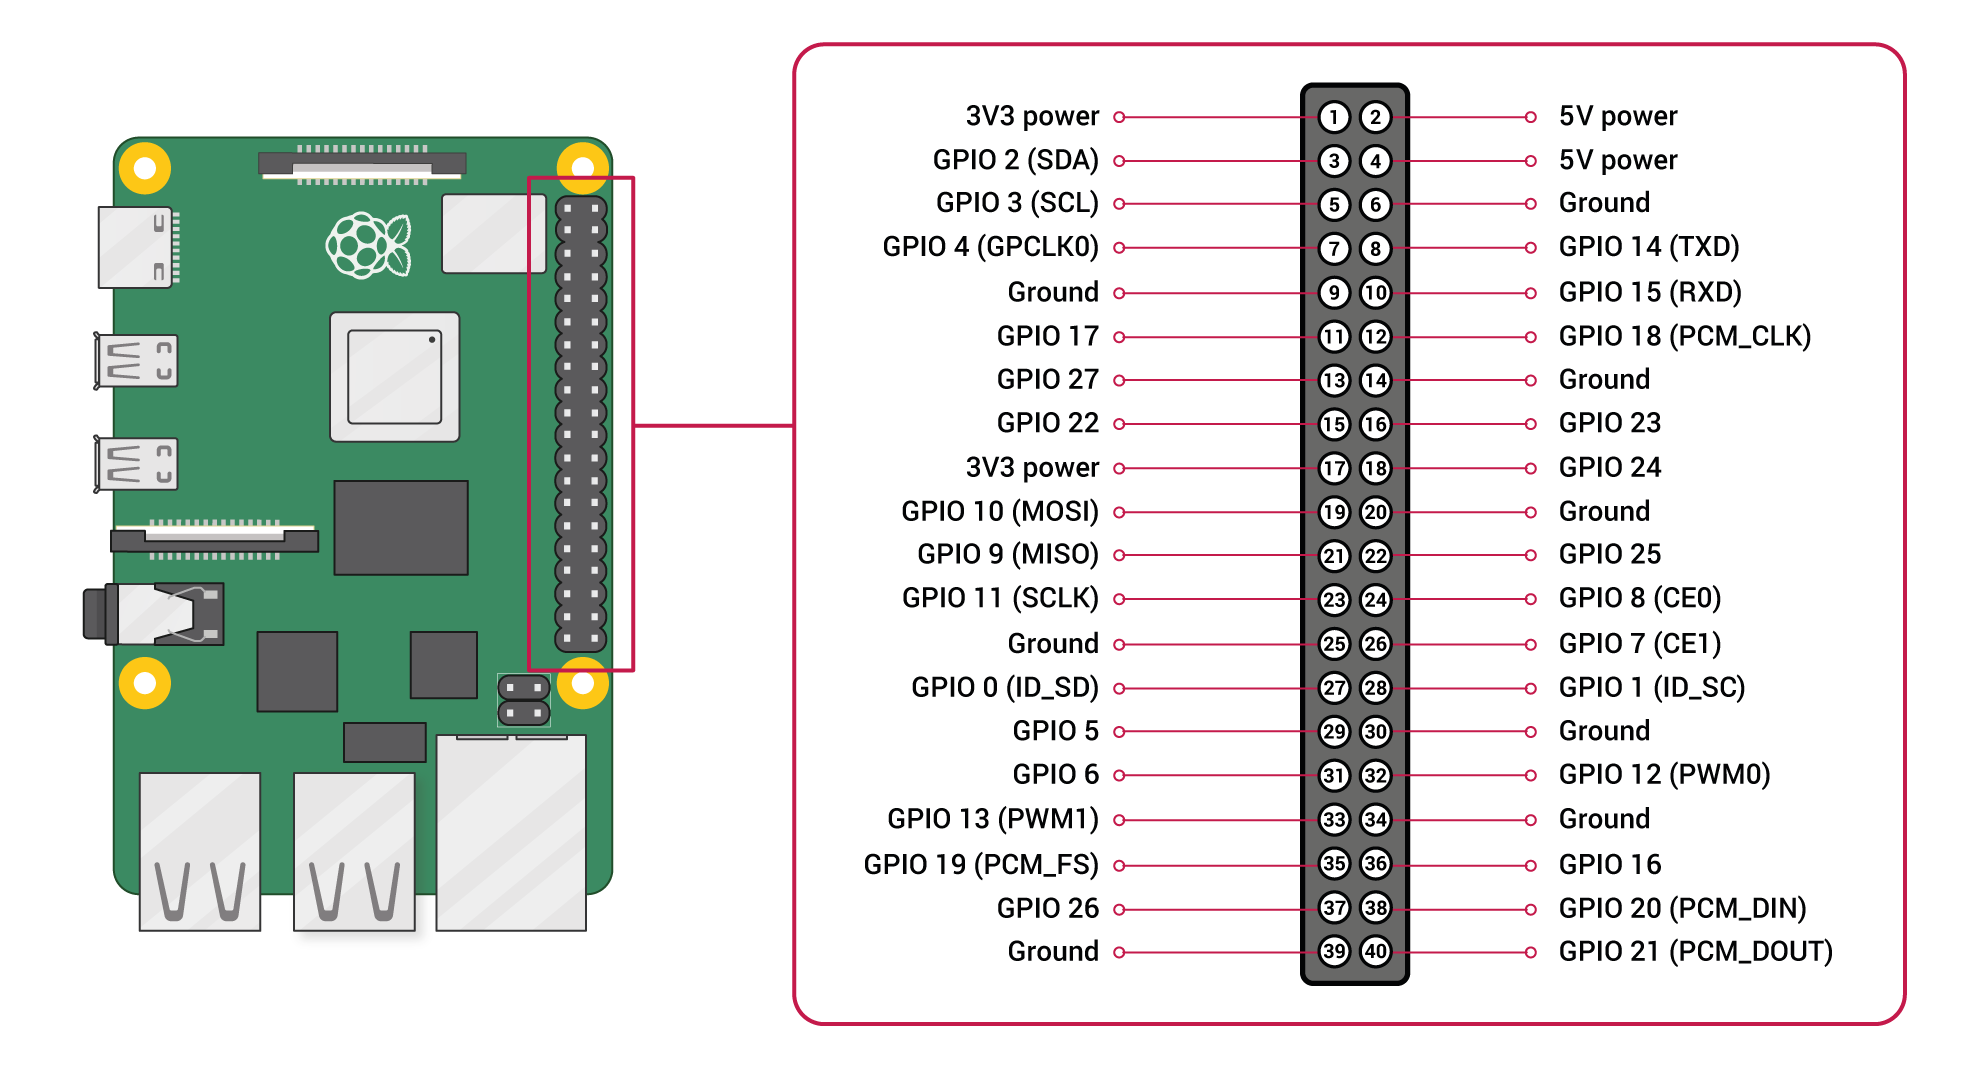 3V3 power 1 2 5V power
GPIO 2 (SDA) 3 4 5V power
GPIO 3 (SCL) 5 6 Ground
GPIO 4 (GPCLK0) 7 8 GPIO 14 (TXD)
Ground 9 10 GPIO 15 (RXD)
GPIO 17 11 12 GPIO 18 (PCM_CLK)
GPIO 27 13 14 Ground
GPIO 22 15 16 GPIO 23
3V3 power 17 18 GPIO 24
GPIO 10 (MOSI) 19 20 Ground
GPIO 9 (MISO) 21 22 GPIO 25
GPIO 11 (SCLK) 23 24 GPIO 8 (CE0)
Ground 25 26 GPIO 7 (CE1)
GPIO 0 (ID_SD) 27 28 GPIO 1 (ID_SC)
GPIO 5 29 30 Ground
GPIO 6 31 32 GPIO 12 (PWM0)
GPIO 13 (PWM1) 33 34 Ground
GPIO 19 (PCM_FS) 35 36 GPIO 16
GPIO 26 37 38 GPIO 20 (PCM_DIN)
Ground 39 40 GPIO 21 (PCM_DOUT)